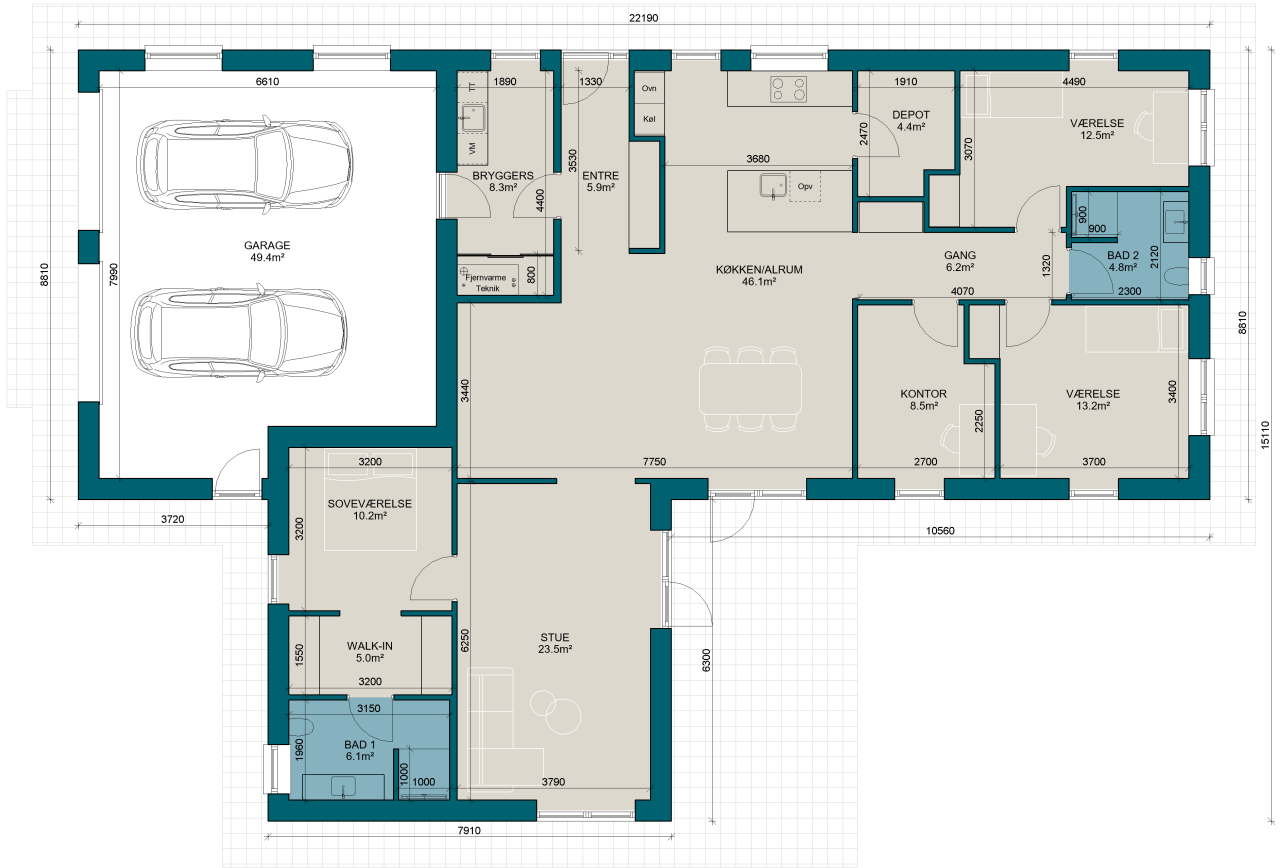 22190
6610
1890
1330
1910
4490
TT
Ovn
Køl
DEPOT
4.4m²
VÆRELSE
12.5m²
VM
2470
3070
3530
3680
BRYGGERS
8.3m²
ENTRE
5.9m²
4400
Opv
900
900
GARAGE
49.4m²
7990
8810
KØKKEN/ALRUM
46.1m²
GANG
6.2m²
1320
BAD 2
4.8m²
2120
Fjernvarme
Teknik
800
4070
2300
8810
3440
KONTOR
8.5m²
2250
VÆRELSE
13.2m²
3400
15110
3200
7750
2700
3700
SOVEVÆRELSE
10.2m²
3720
3200
10560
WALK-IN
5.0m²
1550
3200
6250
STUE
23.5m²
6300
3150
BAD 1
6.1m²
1960
1000
1000
3790
7910